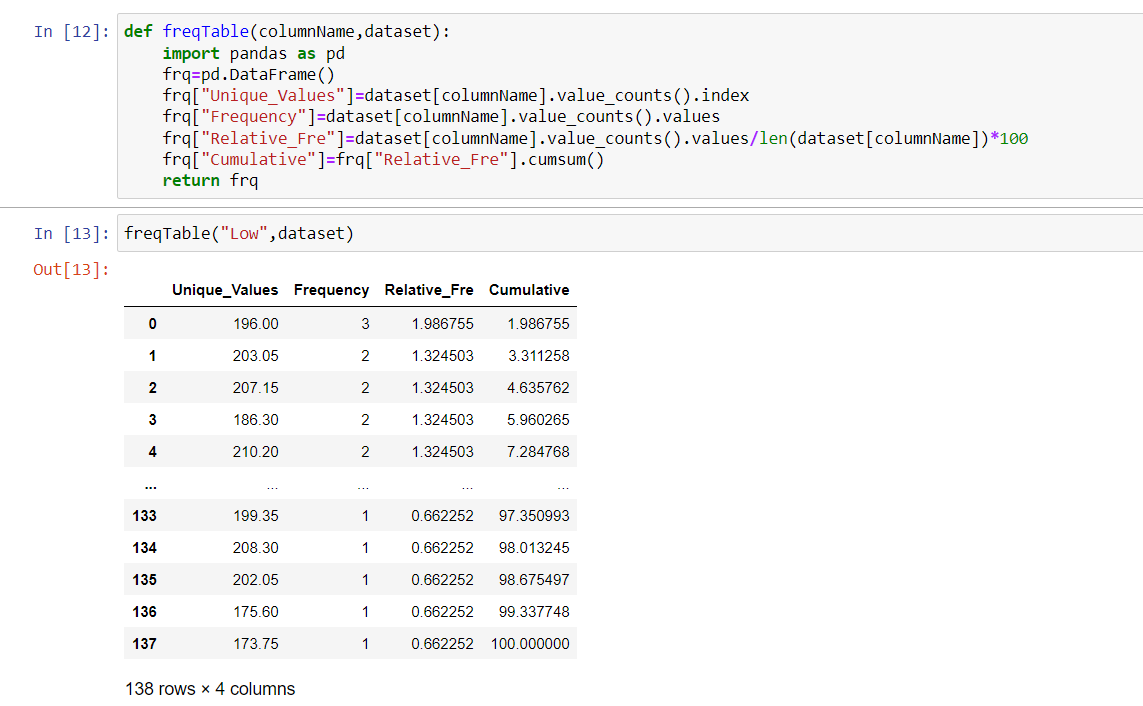 In [12]: def freqTable(columnName,dataset):
    import pandas as pd
    frq=pd.DataFrame()
    frq["Unique_Values"]=dataset[columnName].value_counts().index
    frq["Frequency"]=dataset[columnName].value_counts().values
    frq["Relative_Fre"]=dataset[columnName].value_counts().values/len(dataset[columnName])*100
    frq["Cumulative"]=frq["Relative_Fre"].cumsum()
    return frq
In [13]: freqTable("Low",dataset)
Out[13]:
Unique_Values Frequency Relative_Fre Cumulative
0 196.00 3 1.986755 1.986755
1 203.05 2 1.324503 3.311258
2 207.15 2 1.324503 4.635762
3 186.30 2 1.324503 5.960265
4 210.20 2 1.324503 7.284768
... ... ... ... ...
133 199.35 1 0.662252 97.350993
134 208.30 1 0.662252 98.013245
135 202.05 1 0.662252 98.675497
136 175.60 1 0.662252 99.337748
137 173.75 1 0.662252 100.000000
138 rows × 4 columns